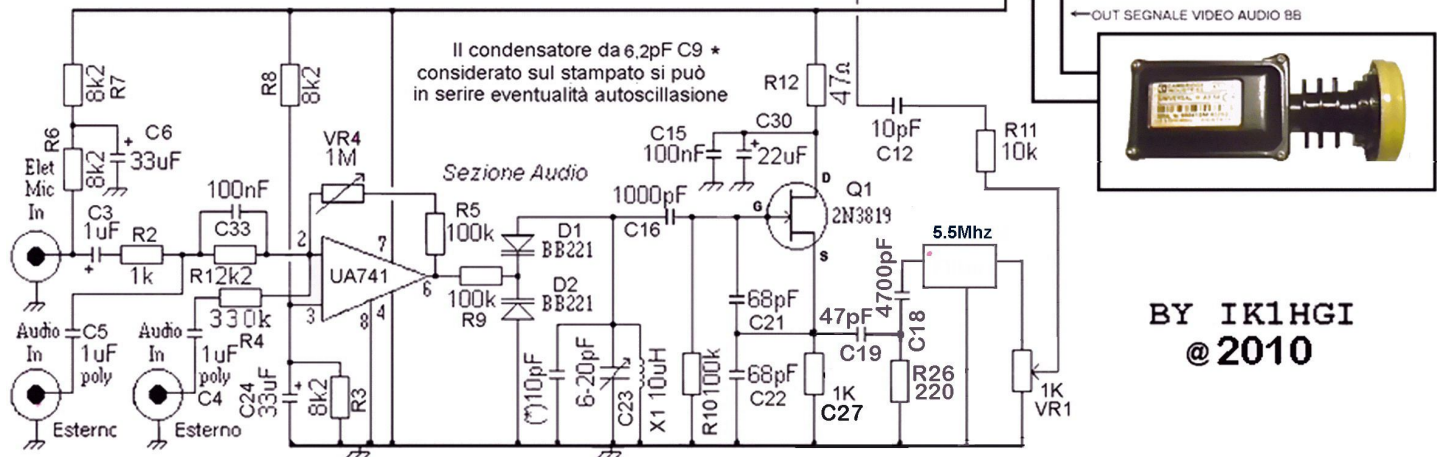 OUT SEGNALE VIDEO AUDIO BB
Il condensatore da 6,2pF C9 *
considerato sul stampato si può
in serire eventualità autoscillasione
R7
8k2
R8
8k2
R12
47Ω
R6
8k2
C6
+
33uF
VR4
1M
C15
100nF
C30
+
22uF
10pF
C12
R11
10k
Elet
Mic
In
Sezione Audio
100nF
C33
C3
1uF
+
R2
1k
R12k2
2
7
UA741
3
8
4
6
R5
100k
100k
R9
D1
BB221
D2
BB221
1000pF
C16
D
G
S
Q1
2N3819
5.5Mhz
4700pF
C18
330k
R4
Audio
In
C5
1uF
poly
Esternc
Audio
In
1uF
poly
C4
Esterno
C24
33uF
+
8k2
R3
(*)10pF
6-20pF
C23
X1 10uH
R10100k
68pF
C21
68pF
C22
47pF
C19
1K
C27
R26
220
1K
VR1
BY IK1HGI
@ 2010